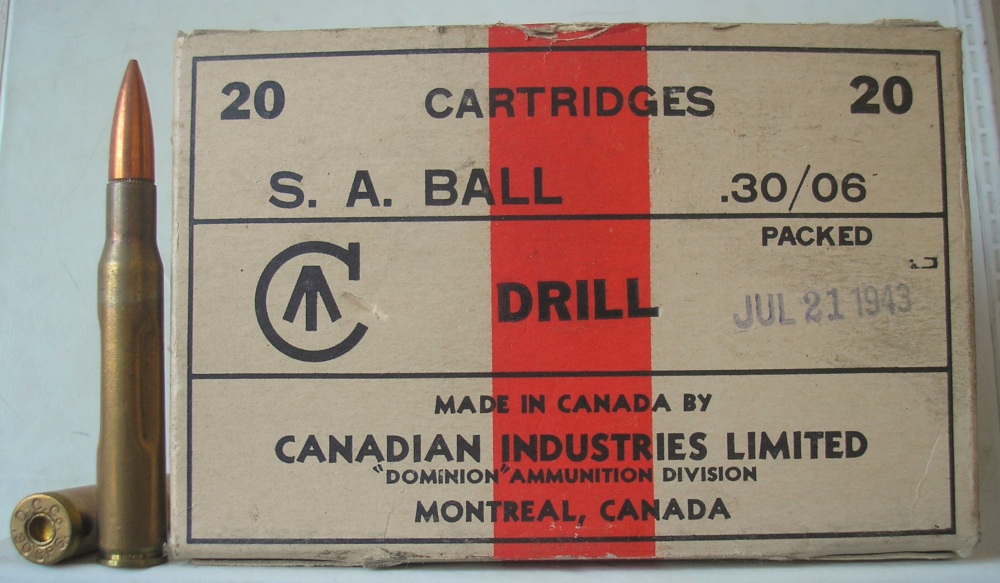 20 CARTRIDGES 20
S. A. BALL .30/06
PACKED
DRILL
JUL 21 1943
MADE IN CANADA BY
CANADIAN INDUSTRIES LIMITED
"DOMINION" AMMUNITION DIVISION
MONTREAL, CANADA